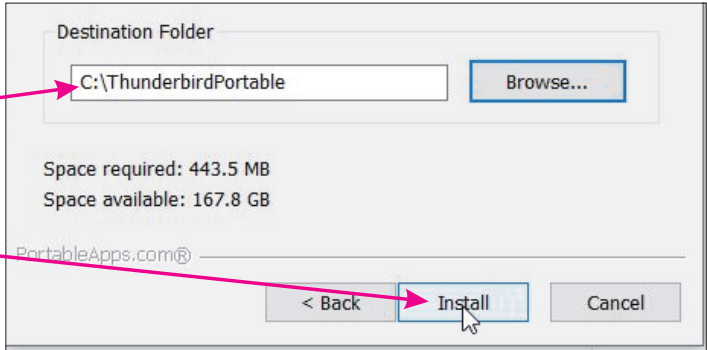 Destination Folder
C:\ThunderbirdPortable
Browse...
Space required: 443.5 MB
Space available: 167.8 GB
PortableApps.com®
< Back
Install
Cancel